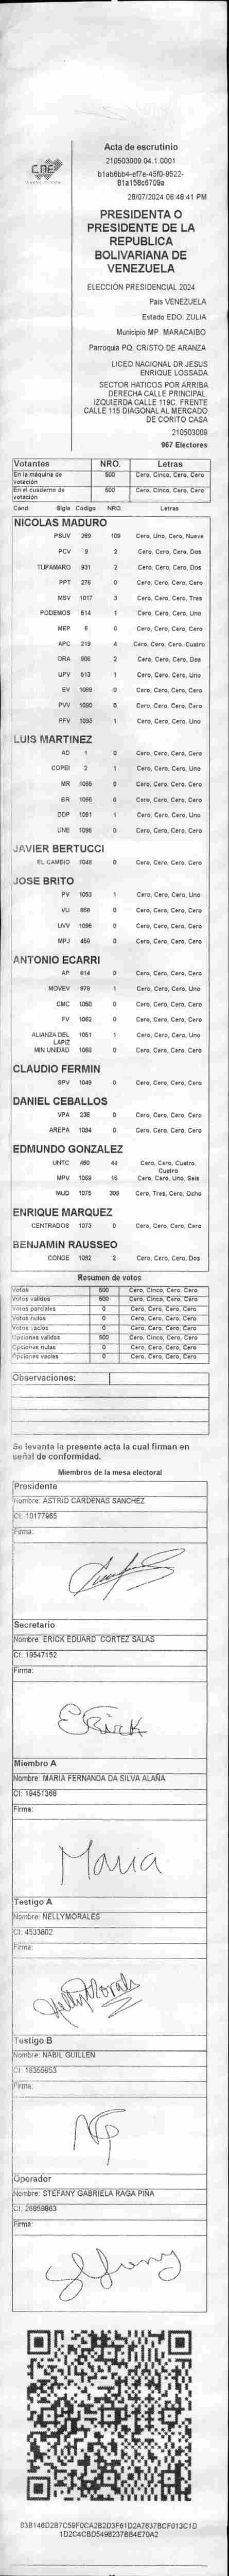 CNE
Acta de escrutinio
210503009.04.1.0001
28/07/2024 06:48:41 PM
PRESIDENTA O
PRESIDENTE DE LA
REPUBLICA
BOLIVARIANA DE
VENEZUELA
ELECCIÓN PRESIDENCIAL 2024
País VENEZUELA
Estado EDO. ZULIA
Municipio MP. MARACAIBO
Parroquia PQ. CRISTO DE ARANZA
LICEO NACIONAL DR JESUS
ENRIQUE LOSSADA
SECTOR HATICOS POR ARRIBA
DERECHA CALLE PRINCIPAL.
IZQUIERDA CALLE 119C. FRENTE
CALLE 115 DIAGONAL AL MERCADO
DE CORITO CASA
210503009
967 Electores
Votantes NRO. Letras
En la máquina de votación 500 Cero, Cinco, Cero, Cero
En el cuaderno de votación 500 Cero, Cinco, Cero, Cero
Cand Sigla Codigo NRO. Letras
NICOLAS MADURO
PSUV 269 109 Cero, Uno, Cero, Nueve
PCV 9 2 Cero, Cero, Cero, Dos
TUPAMARO 931 2 Cero, Cero, Cero, Dos
PPT 276 0 Cero, Cero, Cero, Cero
MSV 1017 3 Cero, Cero, Cero, Tres
PODEMOS 614 1 Cero, Cero, Cero, Uno
MEP 6 0 Cero, Cero, Cero, Cero
APC 219 4 Cero, Cero, Cero, Cuatro
ORA 906 2 Cero, Cero, Cero, Dos
UPV 513 1 Cero, Cero, Cero, Uno
EV 1089 0 Cero, Cero, Cero, Cero
PVV 1090 0 Cero, Cero, Cero, Cero
PFV 1093 1 Cero, Cero, Cero, Uno
LUIS MARTINEZ
AD 1 0 Cero, Cero, Cero, Cero
COPEI 2 1 Cero, Cero, Cero, Uno
MR 1065 0 Cero, Cero, Cero, Cero
BR 1066 0 Cero, Cero, Cero, Cero
DDP 1091 1 Cero, Cero, Cero, Uno
UNE 1096 0 Cero, Cero, Cero, Cero
JAVIER BERTUCCI
EL CAMBIO 1048 0 Cero, Cero, Cero, Cero
JOSE BRITO
PV 1053 1 Cero, Cero, Cero, Uno
VU 868 0 Cero, Cero, Cero, Cero
UVV 1098 0 Cero, Cero, Cero, Cero
MPJ 456 0 Cero, Cero, Cero, Cero
ANTONIO ECARRI
AP 914 0 Cero, Cero, Cero, Cero
MOVEV 979 1 Cero, Cero, Cero, Uno
CMC 1050 0 Cero, Cero, Cero, Cero
FV 1062 0 Cero, Cero, Cero, Cero
ALIANZA DEL LAPIZ 1051 1 Cero, Cero, Cero, Uno
MIN UNIDAD 1068 0 Cero, Cero, Cero, Cero
CLAUDIO FERMIN
SPV 1049 0 Cero, Cero, Cero, Cero
DANIEL CEBALLOS
VPA 236 0 Cero, Cero, Cero, Cero
AREPA 1094 0 Cero, Cero, Cero, Cero
EDMUNDO GONZALEZ
UNTC 460 44 Cero, Cero, Cuatro, Cuatro
MPV 1069 16 Cero, Cero, Uno, Seis
MUD 1075 308 Cero, Tres, Cero, Ocho
ENRIQUE MARQUEZ
CENTRADOS 1073 0 Cero, Cero, Cero, Cero
BENJAMIN RAUSSEO
CONDE 1092 2 Cero, Cero, Cero, Dos
Resumen de votos
Votos 500 Cero, Cinco, Cero, Cero
Votos validos 500 Cero, Cinco, Cero, Cero
Votos parciales 0 Cero, Cero, Cero, Cero
Votos nulos 0 Cero, Cero, Cero, Cero
Votos vacios 0 Cero, Cero, Cero, Cero
Opciones validas 500 Cero, Cinco, Cero, Cero
Opciones nulas 0 Cero, Cero, Cero, Cero
Opciones vacias 0 Cero, Cero, Cero, Cero
Observaciones:
Se levanta la presente acta la cual firman en
señal de conformidad.
Miembros de la mesa electoral
Presidente
Nombre: ASTRID CARDENAS SANCHEZ
CI: 10177985
Firma:
Secretario
Nombre: ERICK EDUARD CORTEZ SALAS
CI: 19547152
Firma:
Erick
Miembro A
Nombre: MARIA FERNANDA DA SILVA ALAÑA
CI: 19451368
Firma:
Maria
Testigo A
Nombre: NELLYMORALES
CI: 4533802
Firma:
Nelly Morales
Testigo B
Nombre: NABIL GUILLEN
CI: 18355953
Firma:
NG
Operador
Nombre: STEFANY GABRIELA RAGA PIÑA
CI: 26859863
Firma: